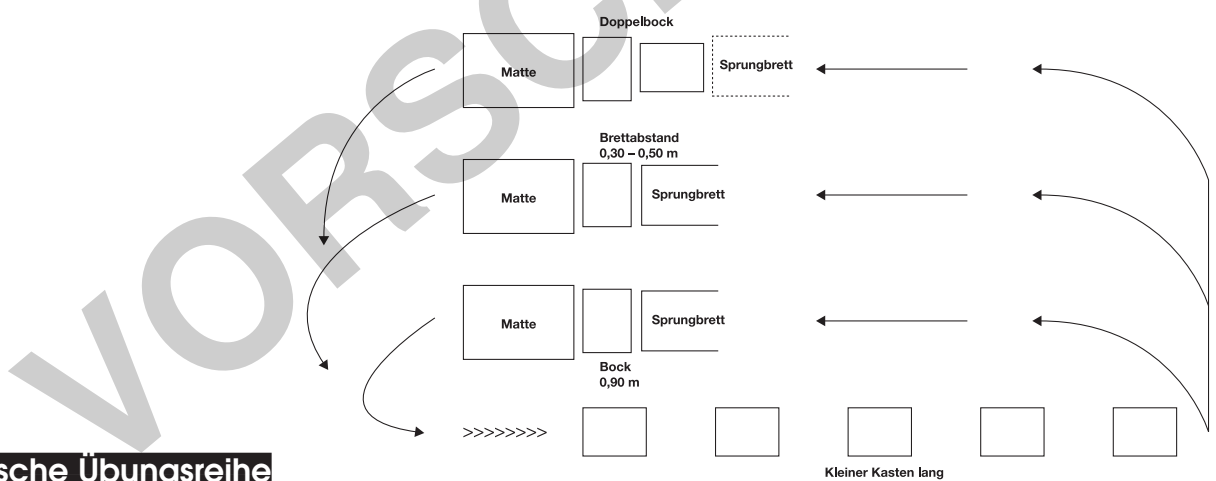 Doppelbock
Matte
Sprungbrett
Brettabstand
0,30 – 0,50 m
Matte
Sprungbrett
Matte
Sprungbrett
Bock
0,90 m
>>>>>>>>
Kleiner Kasten lang
sche Übungsreihe
VORSC